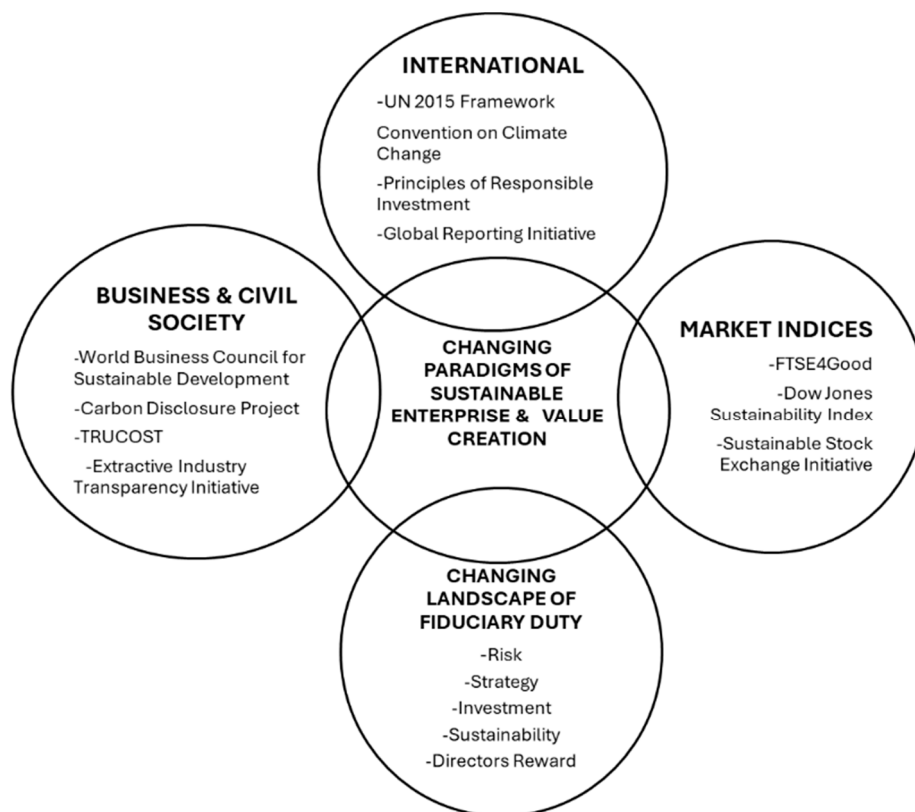 INTERNATIONAL
-UN 2015 Framework
Convention on Climate
Change
-Principles of Responsible
Investment
-Global Reporting Initiative
BUSINESS & CIVIL
SOCIETY
-World Business Council for
Sustainable Development
-Carbon Disclosure Project
-TRUCOST
-Extractive Industry
Transparency Initiative
CHANGING
PARADIGMS OF
SUSTAINABLE
ENTERPRISE & VALUE
CREATION
MARKET INDICES
-FTSE4Good
-Dow Jones
Sustainability Index
-Sustainable Stock
Exchange Initiative
CHANGING
LANDSCAPE OF
FIDUCIARY DUTY
-Risk
-Strategy
-Investment
-Sustainability
-Directors Reward